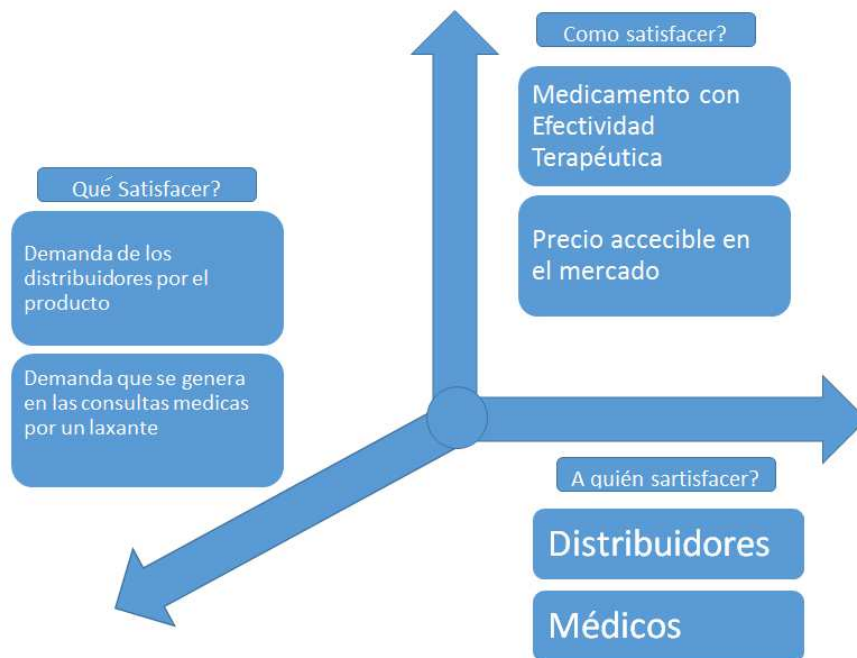 Como satisfacer?
Medicamento con
Efectividad
Terapéutica
Precio accecible en
el mercado
Qué Satisfacer?
Demanda de los
distribuidores por el
producto
Demanda que se genera
en las consultas medicas
por un laxante
A quién sartisfacer?
Distribuidores
Médicos